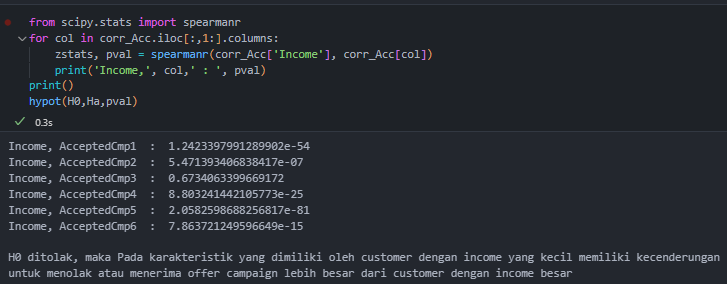 from scipy.stats import spearmanr
for col in corr_Acc.iloc[:,1:].columns:
    zstats, pval = spearmanr(corr_Acc['Income'], corr_Acc[col])
    print('Income,', col,' : ', pval)
print()
hypot(H0,Ha,pval)
0.3s
Income, AcceptedCmp1  :  1.2423397991289902e-54
Income, AcceptedCmp2  :  5.471393406838417e-07
Income, AcceptedCmp3  :  0.6734063399669172
Income, AcceptedCmp4  :  8.803241442105773e-25
Income, AcceptedCmp5  :  2.0582598688256817e-81
Income, AcceptedCmp6  :  7.863721249596649e-15
H0 ditolak, maka Pada karakteristik yang dimiliki oleh customer dengan income yang kecil memiliki kecenderungan
untuk menolak atau menerima offer campaign lebih besar dari customer dengan income besar